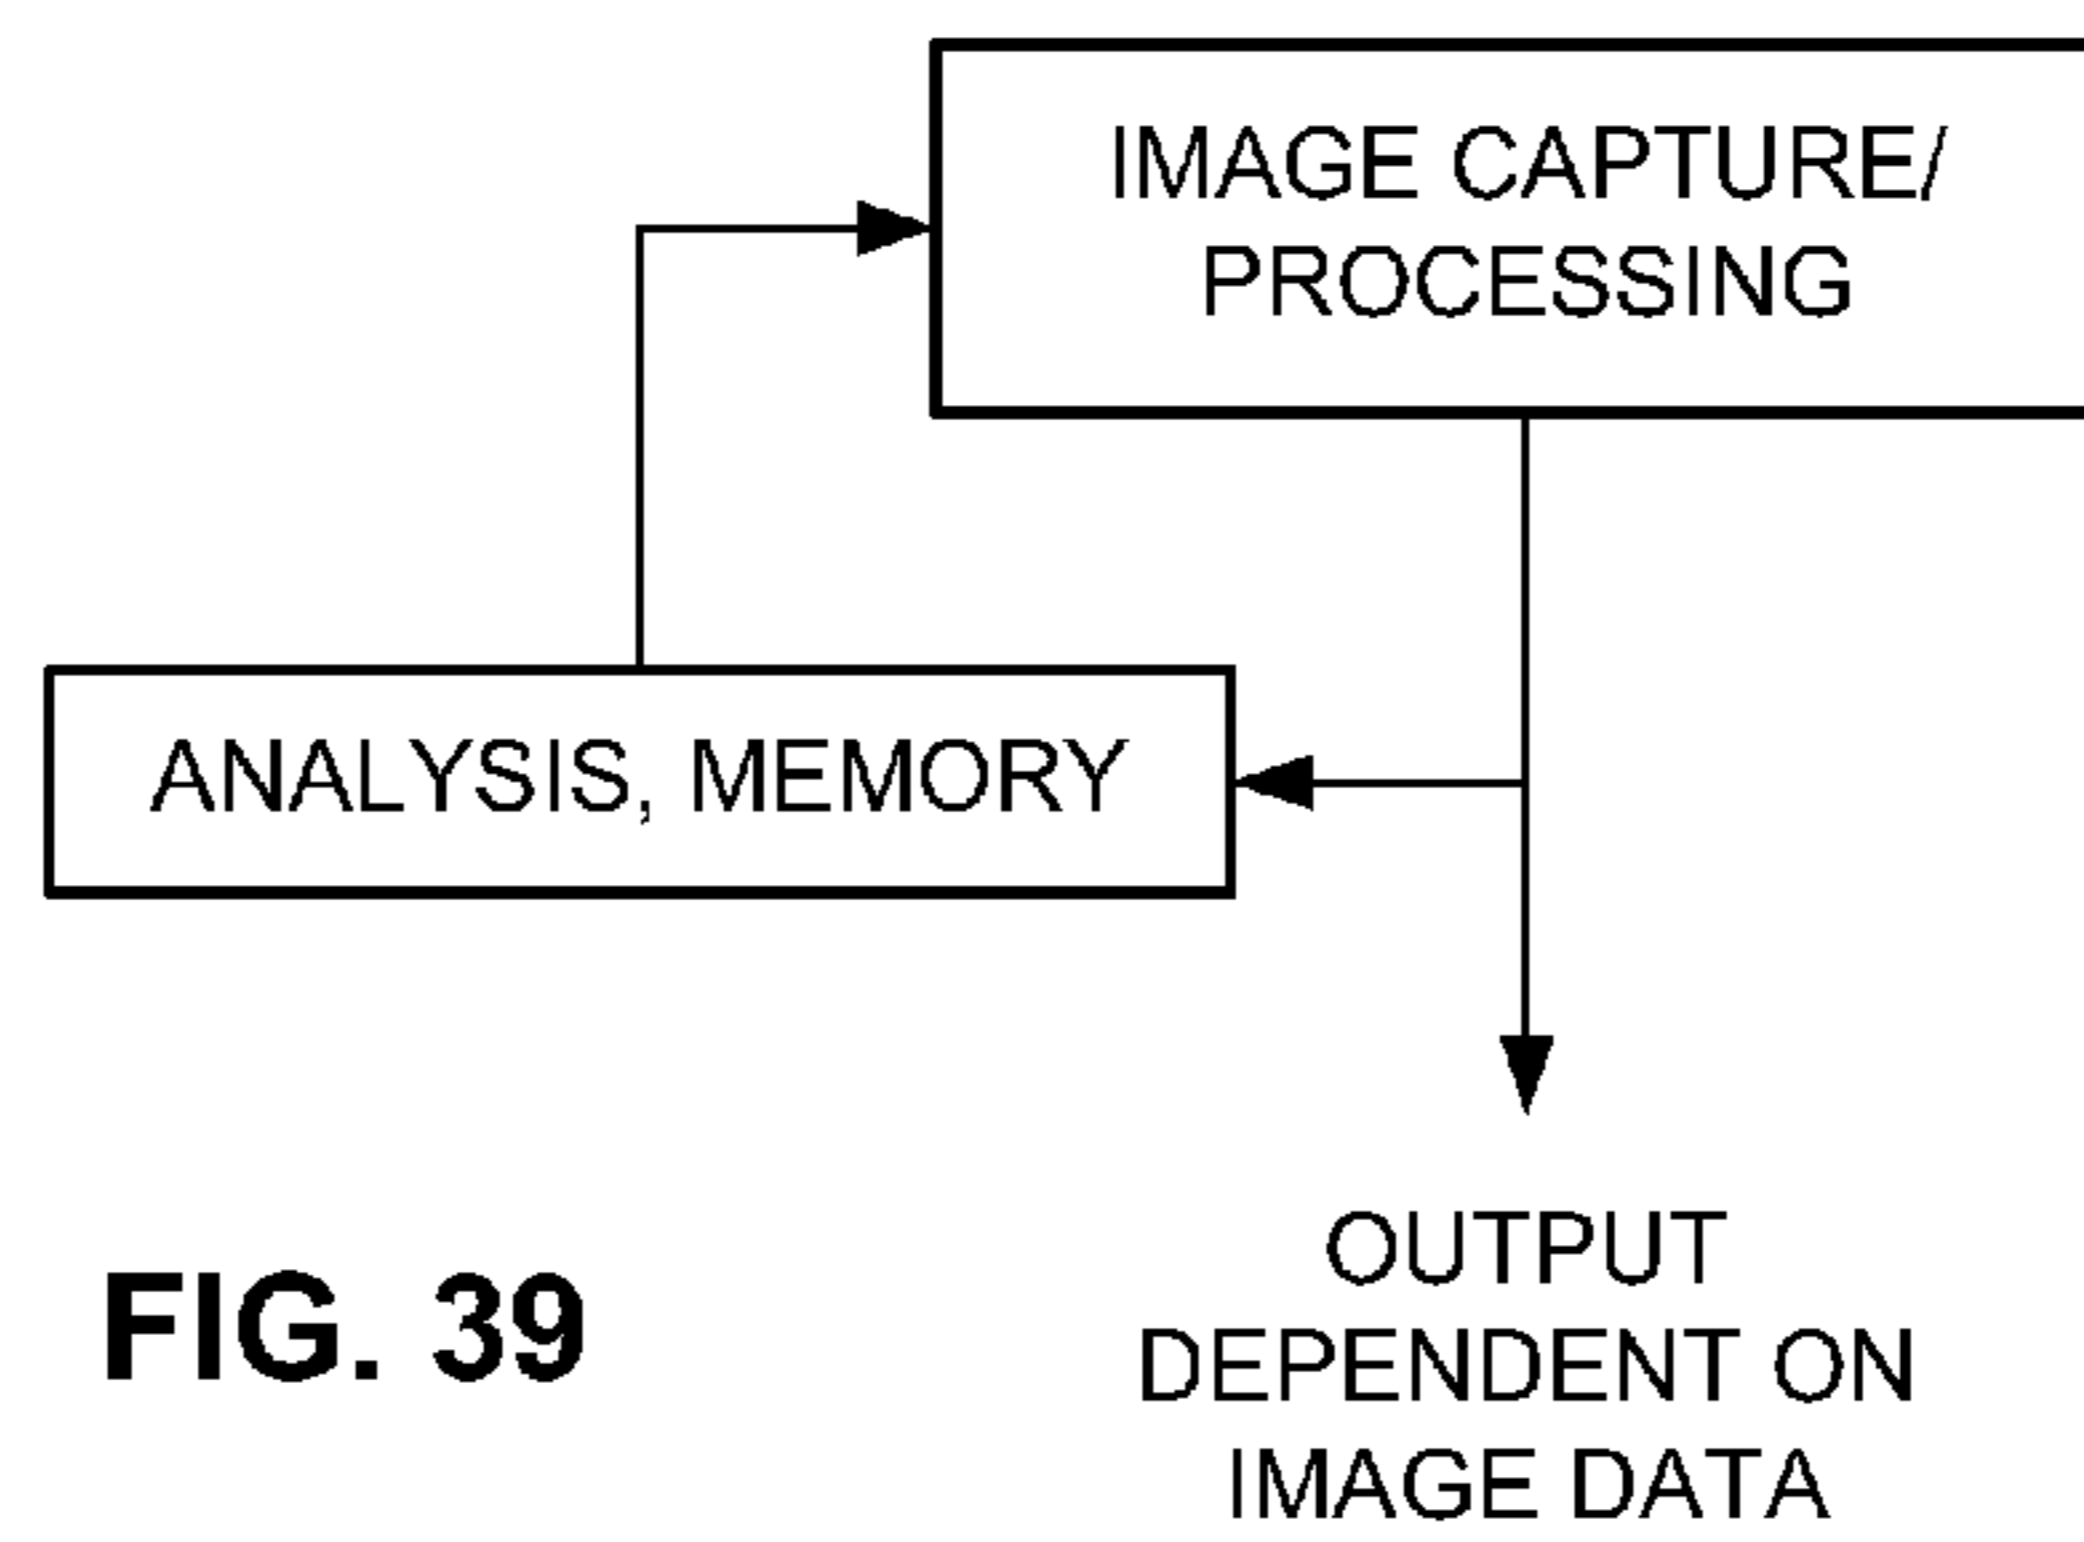 IMAGE CAPTURE/
PROCESSING
ANALYSIS, MEMORY
OUTPUT
DEPENDENT ON
IMAGE DATA
FIG. 39